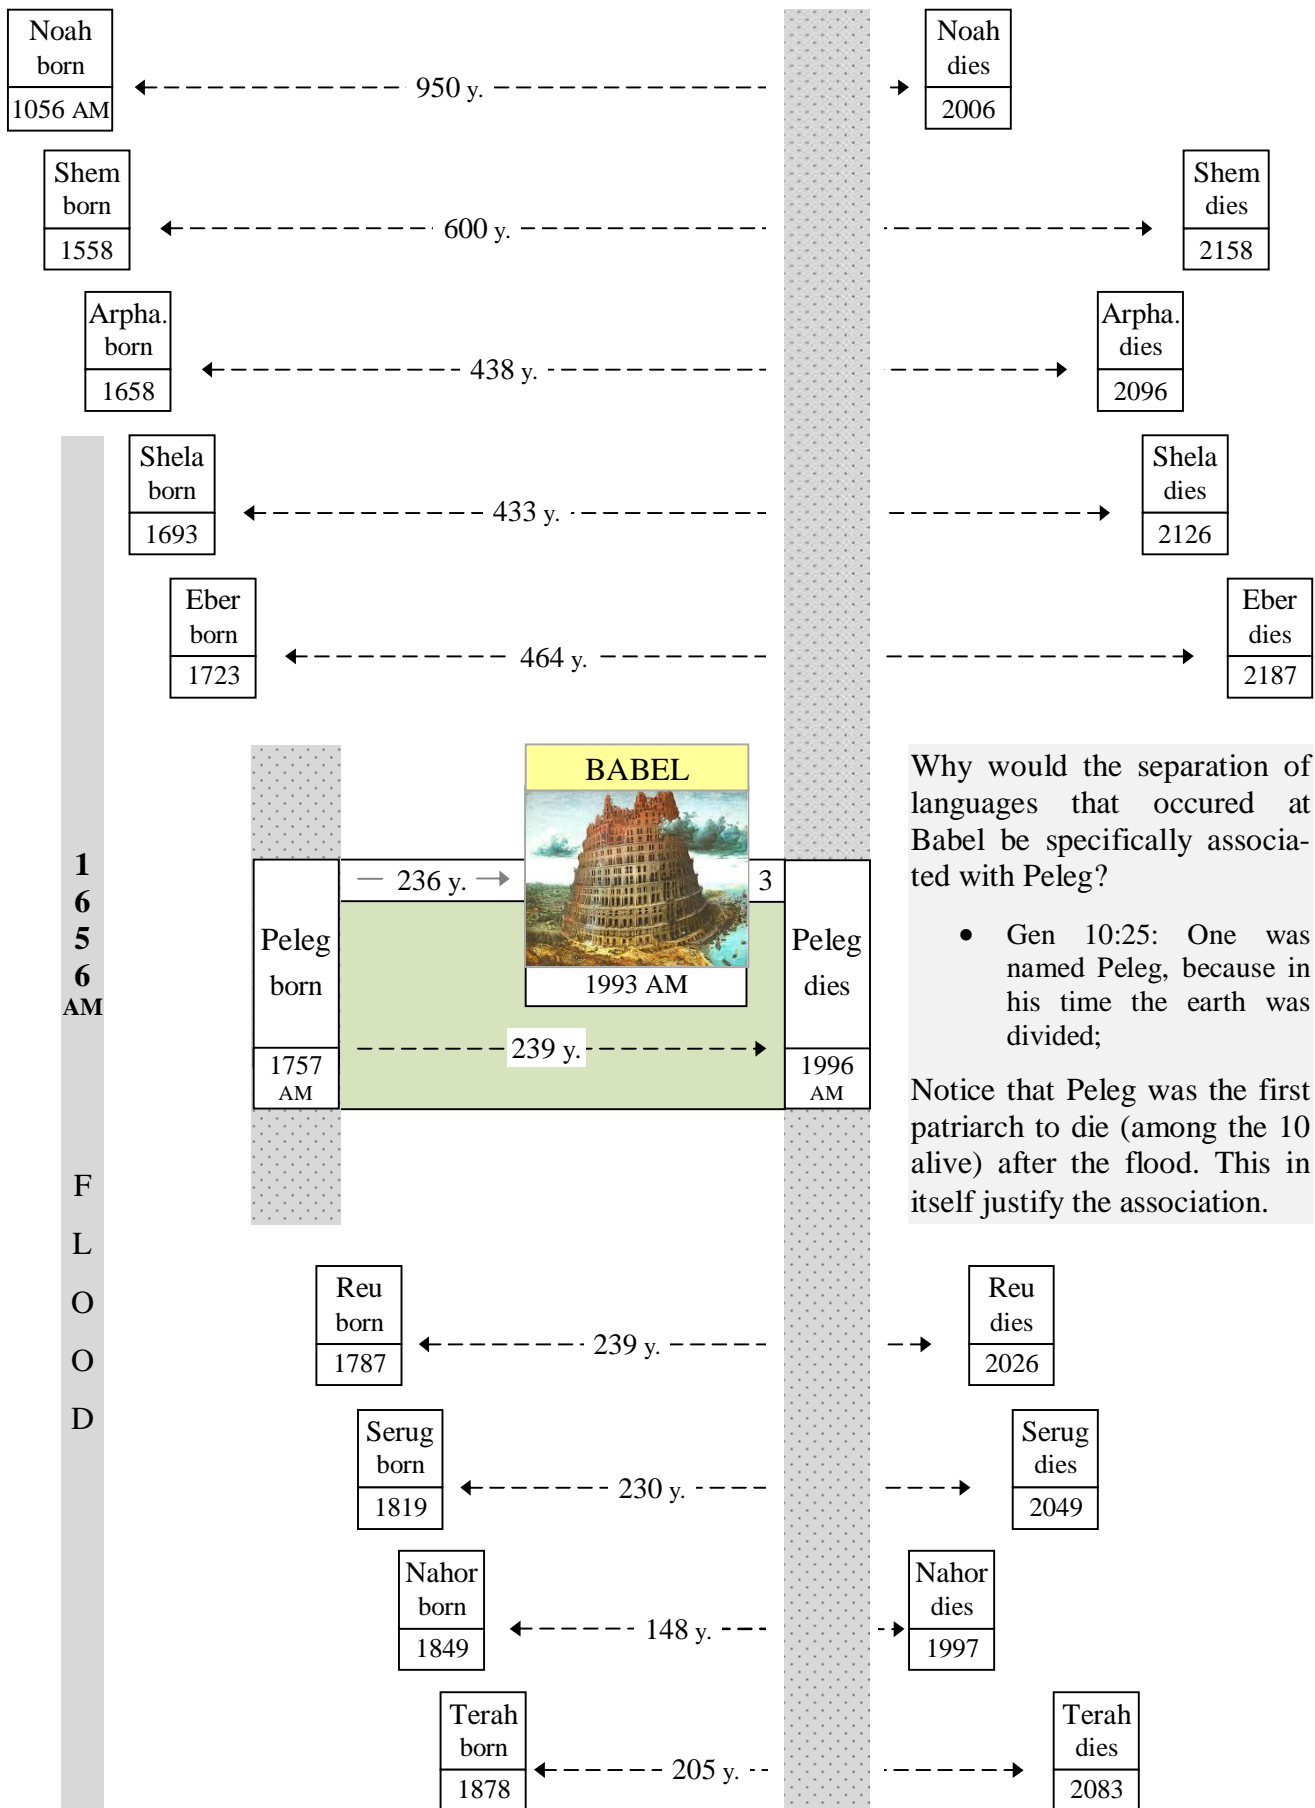 Noah
born
1056 AM
950 y.
Noah
dies
2006
Shem
born
1558
600 y.
Shem
dies
2158
Arpha.
born
1658
438 y.
Arpha.
dies
2096
Shela
born
1693
433 y.
Shela
dies
2126
Eber
born
1723
464 y.
Eber
dies
2187
1
6
5
6
AM
F
L
O
O
D
Peleg
born
1757
AM
236 y.
BABEL
1993 AM
3
239 y.
Peleg
dies
1996
AM
Why would the separation of
languages that occured at
Babel be specifically associa-
ted with Peleg?
• Gen 10:25: One was
named Peleg, because in
his time the earth was
divided;
Notice that Peleg was the first
patriarch to die (among the 10
alive) after the flood. This in
itself justify the association.
Reu
born
1787
239 y.
Reu
dies
2026
Serug
born
1819
230 y.
Serug
dies
2049
Nahor
born
1849
148 y.
Nahor
dies
1997
Terah
born
1878
205 y.
Terah
dies
2083